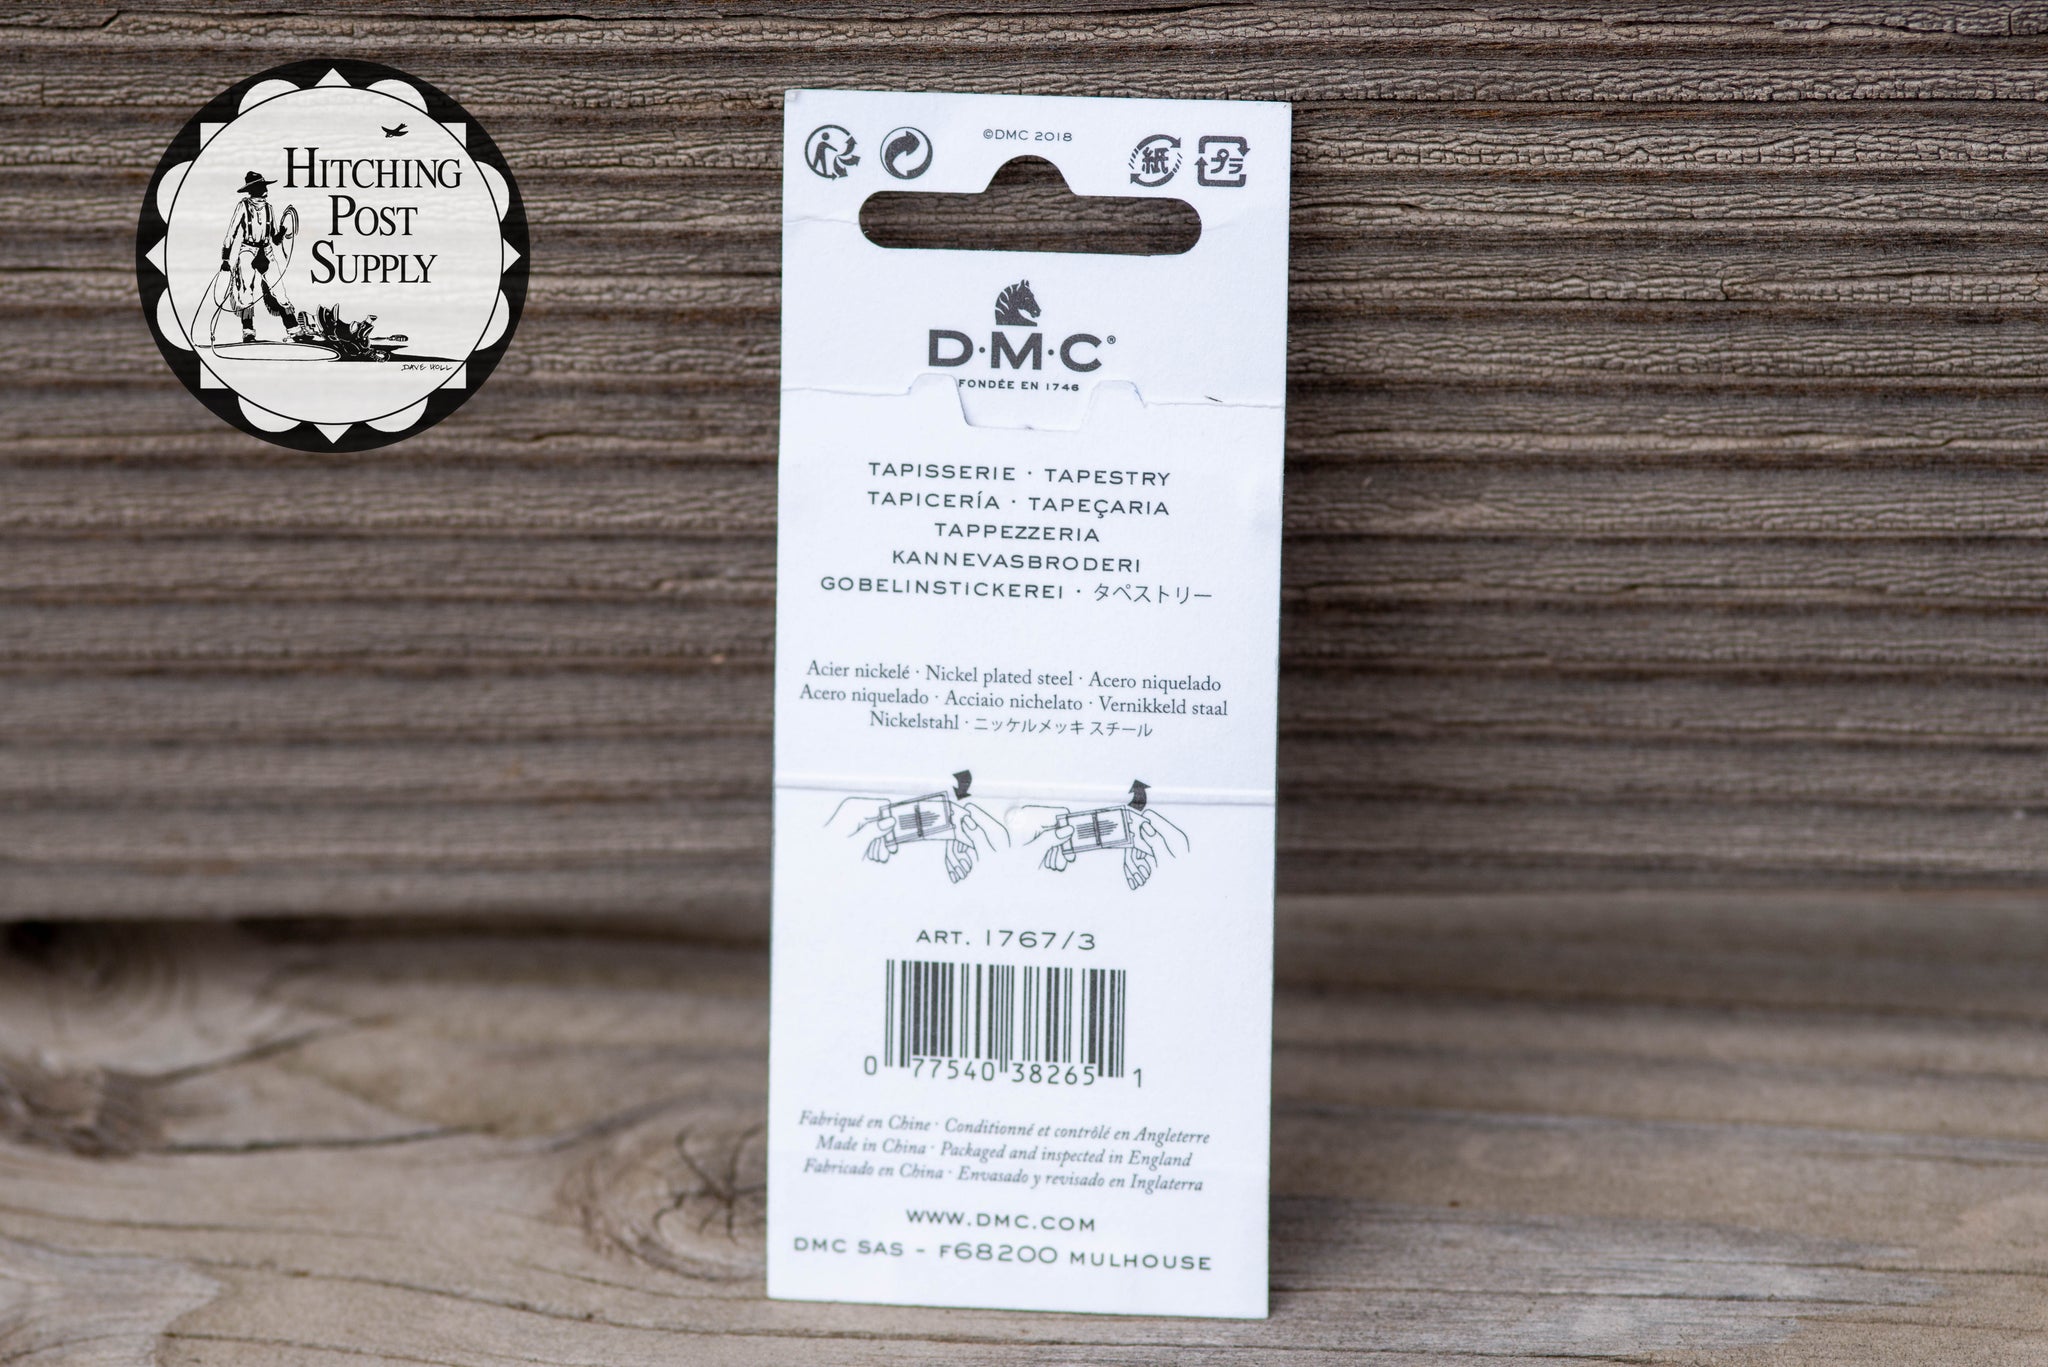 HITCHING
POST
SUPPLY
DAVE HOLL
©DMC 2018
紙
プラ
D·M·C®
FONDÉE EN 1746
TAPISSERIE · TAPESTRY
TAPICERÍA · TAPEÇARIA
TAPPEZZERIA
KANNEVASBRODERI
GOBELINSTICKEREI · タペストリー
Acier nickelé · Nickel plated steel · Acero niquelado
Acero niquelado · Acciaio nichelato · Vernikkeld staal
Nickelstahl · ニッケルメッキ スチール
ART. 1767/3
0 77540 38265 1
Fabriqué en Chine · Conditionné et contrôlé en Angleterre
Made in China · Packaged and inspected in England
Fabricado en China · Envasado y revisado en Inglaterra
WWW.DMC.COM
DMC SAS - F68200 MULHOUSE